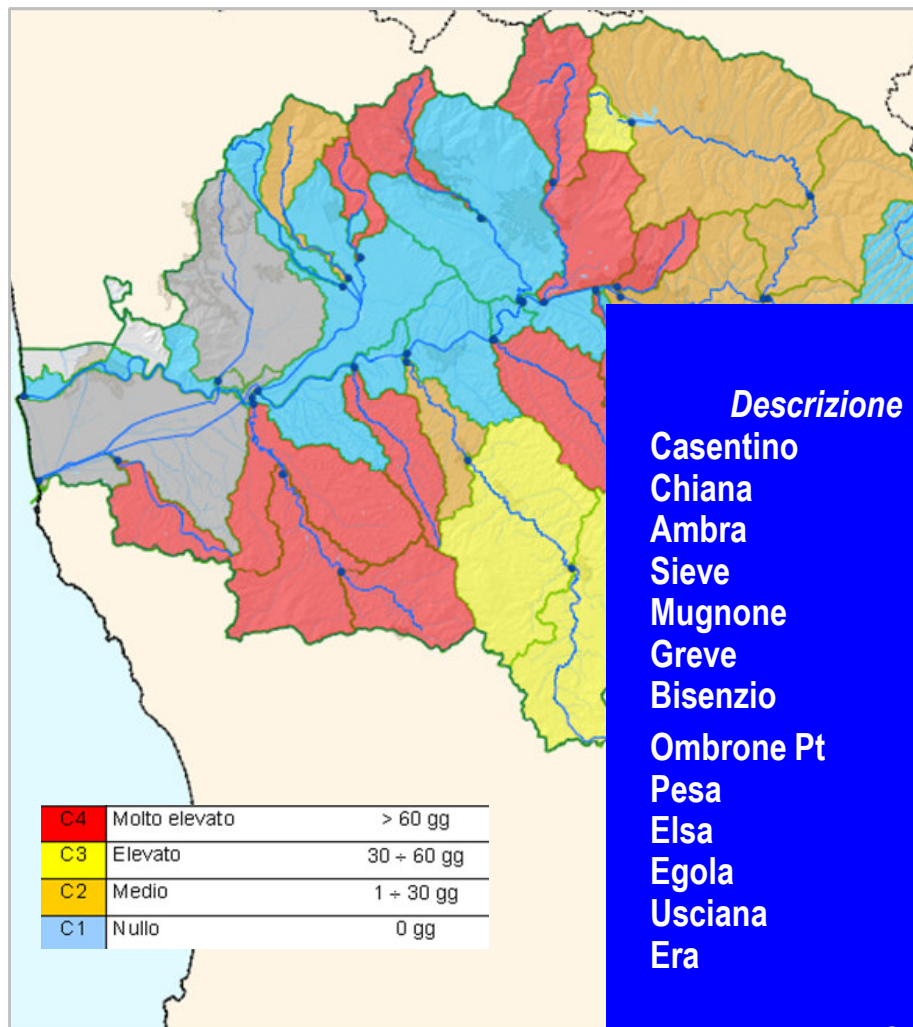 Descrizione
Casentino
Chiana
Ambra
Sieve
Mugnone
Greve
Bisenzio
Ombrone Pt
Pesa
Elsa
Egola
Usciana
Era
C4 Molto elevato > 60 gg
C3 Elevato 30 ÷ 60 gg
C2 Medio 1 ÷ 30 gg
C1 Nullo 0 gg